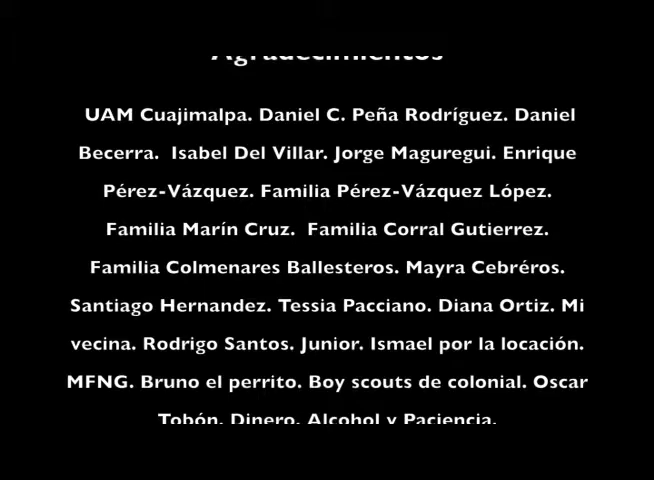 Agradecimientos
UAM Cuajimalpa. Daniel C. Peña Rodríguez. Daniel
Becerra. Isabel Del Villar. Jorge Maguregui. Enrique
Pérez-Vázquez. Familia Pérez-Vázquez López.
Familia Marín Cruz. Familia Corral Gutierrez.
Familia Colmenares Ballesteros. Mayra Cebréros.
Santiago Hernandez. Tessia Pacciano. Diana Ortiz. Mi
vecina. Rodrigo Santos. Junior. Ismael por la locación.
MFNG. Bruno el perrito. Boy scouts de colonial. Oscar
Tobón. Dinero. Alcohol y Paciencia.